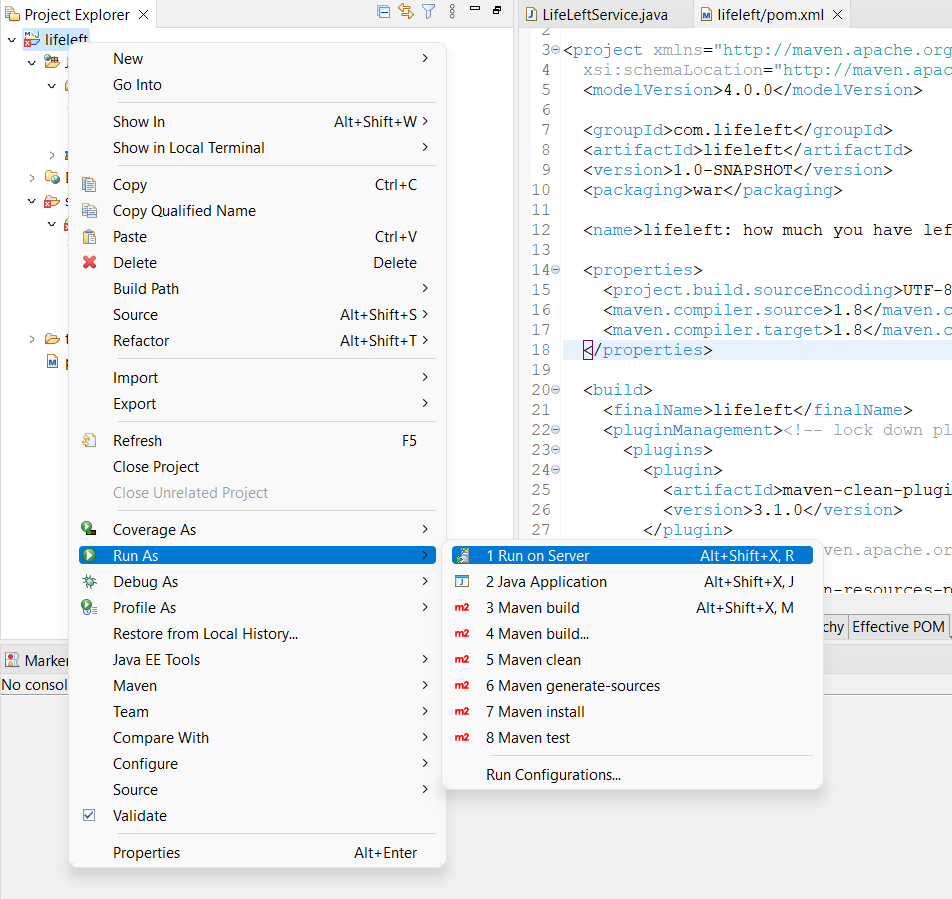 Project Explorer
lifeleft
New
Go Into
Show In Alt+Shift+W
Show in Local Terminal
Copy Ctrl+C
Copy Qualified Name
Paste Ctrl+V
Delete Delete
Build Path
Source Alt+Shift+S
Refactor Alt+Shift+T
Import
Export
Refresh F5
Close Project
Close Unrelated Project
Coverage As
Run As
Debug As
Profile As
Restore from Local History...
Java EE Tools
Maven
Team
Compare With
Configure
Source
Validate
Properties Alt+Enter
1 Run on Server Alt+Shift+X, R
2 Java Application Alt+Shift+X, J
m2 3 Maven build Alt+Shift+X, M
m2 4 Maven build...
m2 5 Maven clean
m2 6 Maven generate-sources
m2 7 Maven install
m2 8 Maven test
Run Configurations...
LifeLeftService.java lifeleft/pom.xml
2
3 <project xmlns="http://maven.apache.org
4 xsi:schemaLocation="http://maven.apac
5 <modelVersion>4.0.0</modelVersion>
6
7 <groupId>com.lifeleft</groupId>
8 <artifactId>lifeleft</artifactId>
9 <version>1.0-SNAPSHOT</version>
10 <packaging>war</packaging>
11
12 <name>lifeleft: how much you have lef
13
14 <properties>
15 <project.build.sourceEncoding>UTF-8
16 <maven.compiler.source>1.8</maven.c
17 <maven.compiler.target>1.8</maven.c
18 </properties>
19
20 <build>
21 <finalName>lifeleft</finalName>
22 <pluginManagement><!-- lock down pl
23 <plugins>
24 <plugin>
25 <artifactId>maven-clean-plugi
26 <version>3.1.0</version>
27 </plugin>
aven.apache.o
n-resources-p
chy Effective POM
Marker
No consol